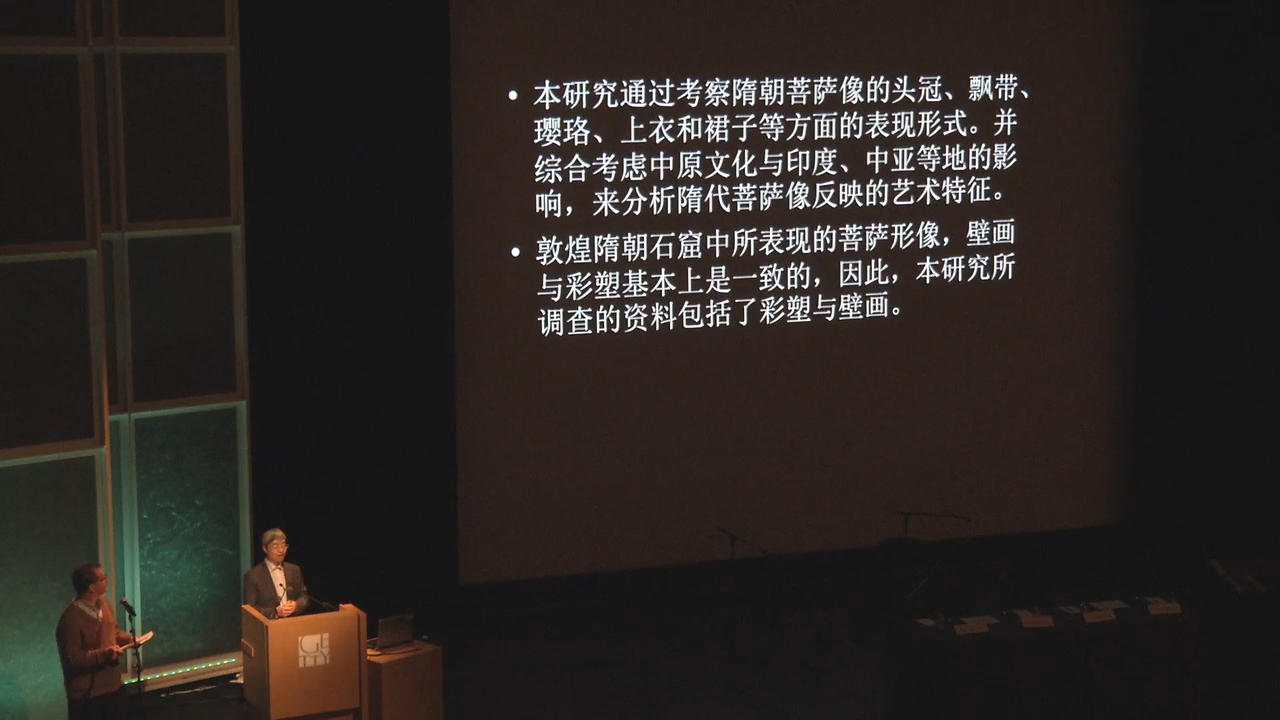 • 本研究通过考察隋朝菩萨像的头冠、飘带、
璎珞、上衣和裙子等方面的表现形式。并
综合考虑中原文化与印度、中亚等地的影
响，来分析隋代菩萨像反映的艺术特征。
• 敦煌隋朝石窟中所表现的菩萨形像，壁画
与彩塑基本上是一致的，因此，本研究所
调查的资料包括了彩塑与壁画。
GE
TTY